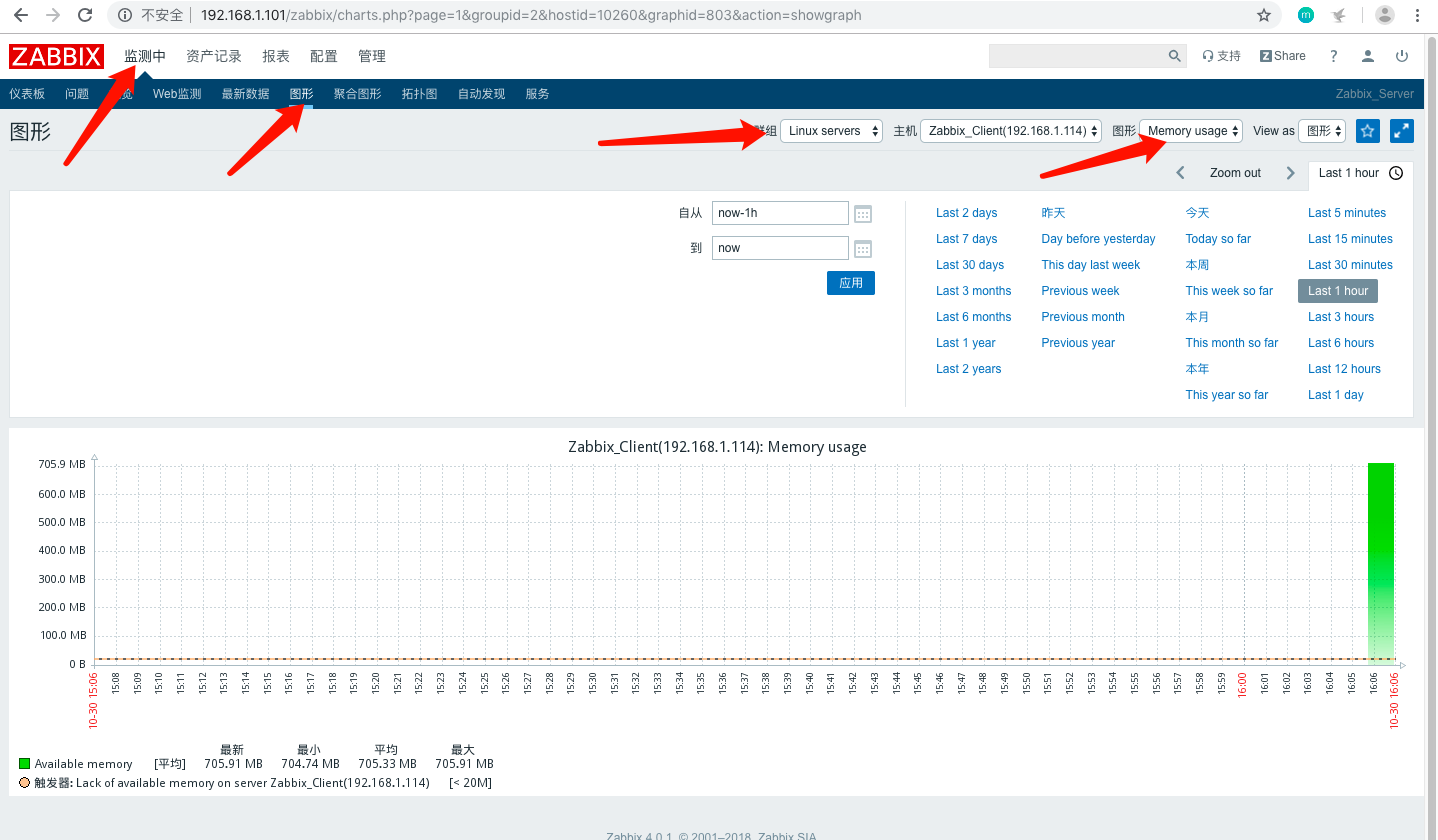 不安全 192.168.1.101/zabbix/charts.php?page=1&groupid=2&hostid=10260&graphid=803&action=showgraph
m
ZABBIX 监测中 资产记录 报表 配置 管理 支持 Z Share ?
仪表板 问题 览 Web监测 最新数据 图形 聚合图形 拓扑图 自动发现 服务 Zabbix_Server
图形 群组 Linux servers 主机 Zabbix_Client(192.168.1.114) 图形 Memory usage View as 图形
Zoom out Last 1 hour
自从 now-1h
到 now
应用
Last 2 days 昨天 今天 Last 5 minutes
Last 7 days Day before yesterday Today so far Last 15 minutes
Last 30 days This day last week 本周 Last 30 minutes
Last 3 months Previous week This week so far Last 1 hour
Last 6 months Previous month 本月 Last 3 hours
Last 1 year Previous year This month so far Last 6 hours
Last 2 years 本年 Last 12 hours
This year so far Last 1 day
Zabbix_Client(192.168.1.114): Memory usage
705.9 MB
600.0 MB
500.0 MB
400.0 MB
300.0 MB
200.0 MB
100.0 MB
0 B
10-30 15:06 15:08 15:09 15:10 15:11 15:12 15:13 15:14 15:15 15:16 15:17 15:18 15:19 15:20 15:21 15:22 15:23 15:24 15:25 15:26 15:27 15:28 15:29 15:30 15:31 15:32 15:33 15:34 15:35 15:36 15:37 15:38 15:39 15:40 15:41 15:42 15:43 15:44 15:45 15:46 15:47 15:48 15:49 15:50 15:51 15:52 15:53 15:54 15:55 15:56 15:57 15:58 15:59 16:00 16:01 16:02 16:03 16:04 16:05 16:06 10-30 16:06
最新 最小 平均 最大
Available memory [平均] 705.91 MB 704.74 MB 705.33 MB 705.91 MB
触发器: Lack of available memory on server Zabbix_Client(192.168.1.114) [< 20M]
Zabbix 4.0.1. © 2001–2018, Zabbix SIA